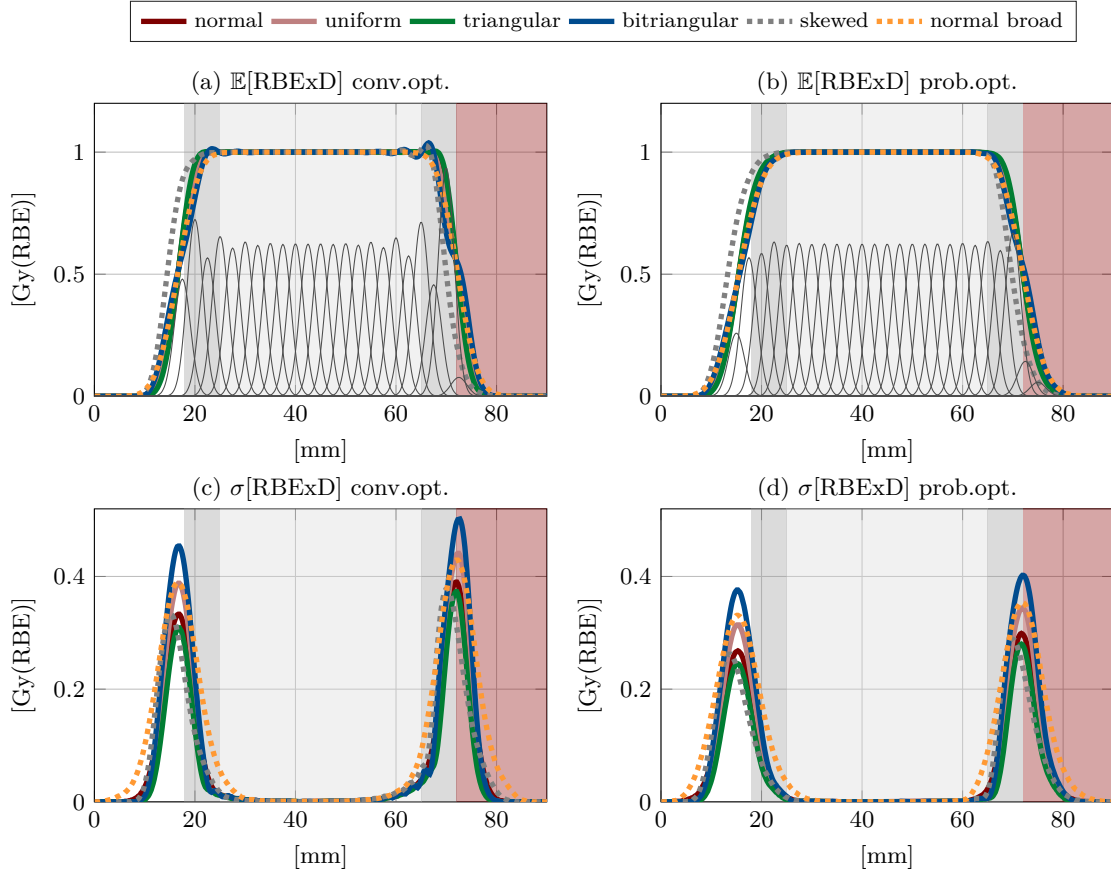 normal uniform triangular bitriangular skewed normal broad
(a) 𝔼[RBExD] conv.opt.
(b) 𝔼[RBExD] prob.opt.
[Gy(RBE)]
1
0.5
0
0 20 40 60 80
[mm]
[Gy(RBE)]
1
0.5
0
0 20 40 60 80
[mm]
(c) σ[RBExD] conv.opt.
(d) σ[RBExD] prob.opt.
[Gy(RBE)]
0.4
0.2
0
0 20 40 60 80
[mm]
[Gy(RBE)]
0.4
0.2
0
0 20 40 60 80
[mm]